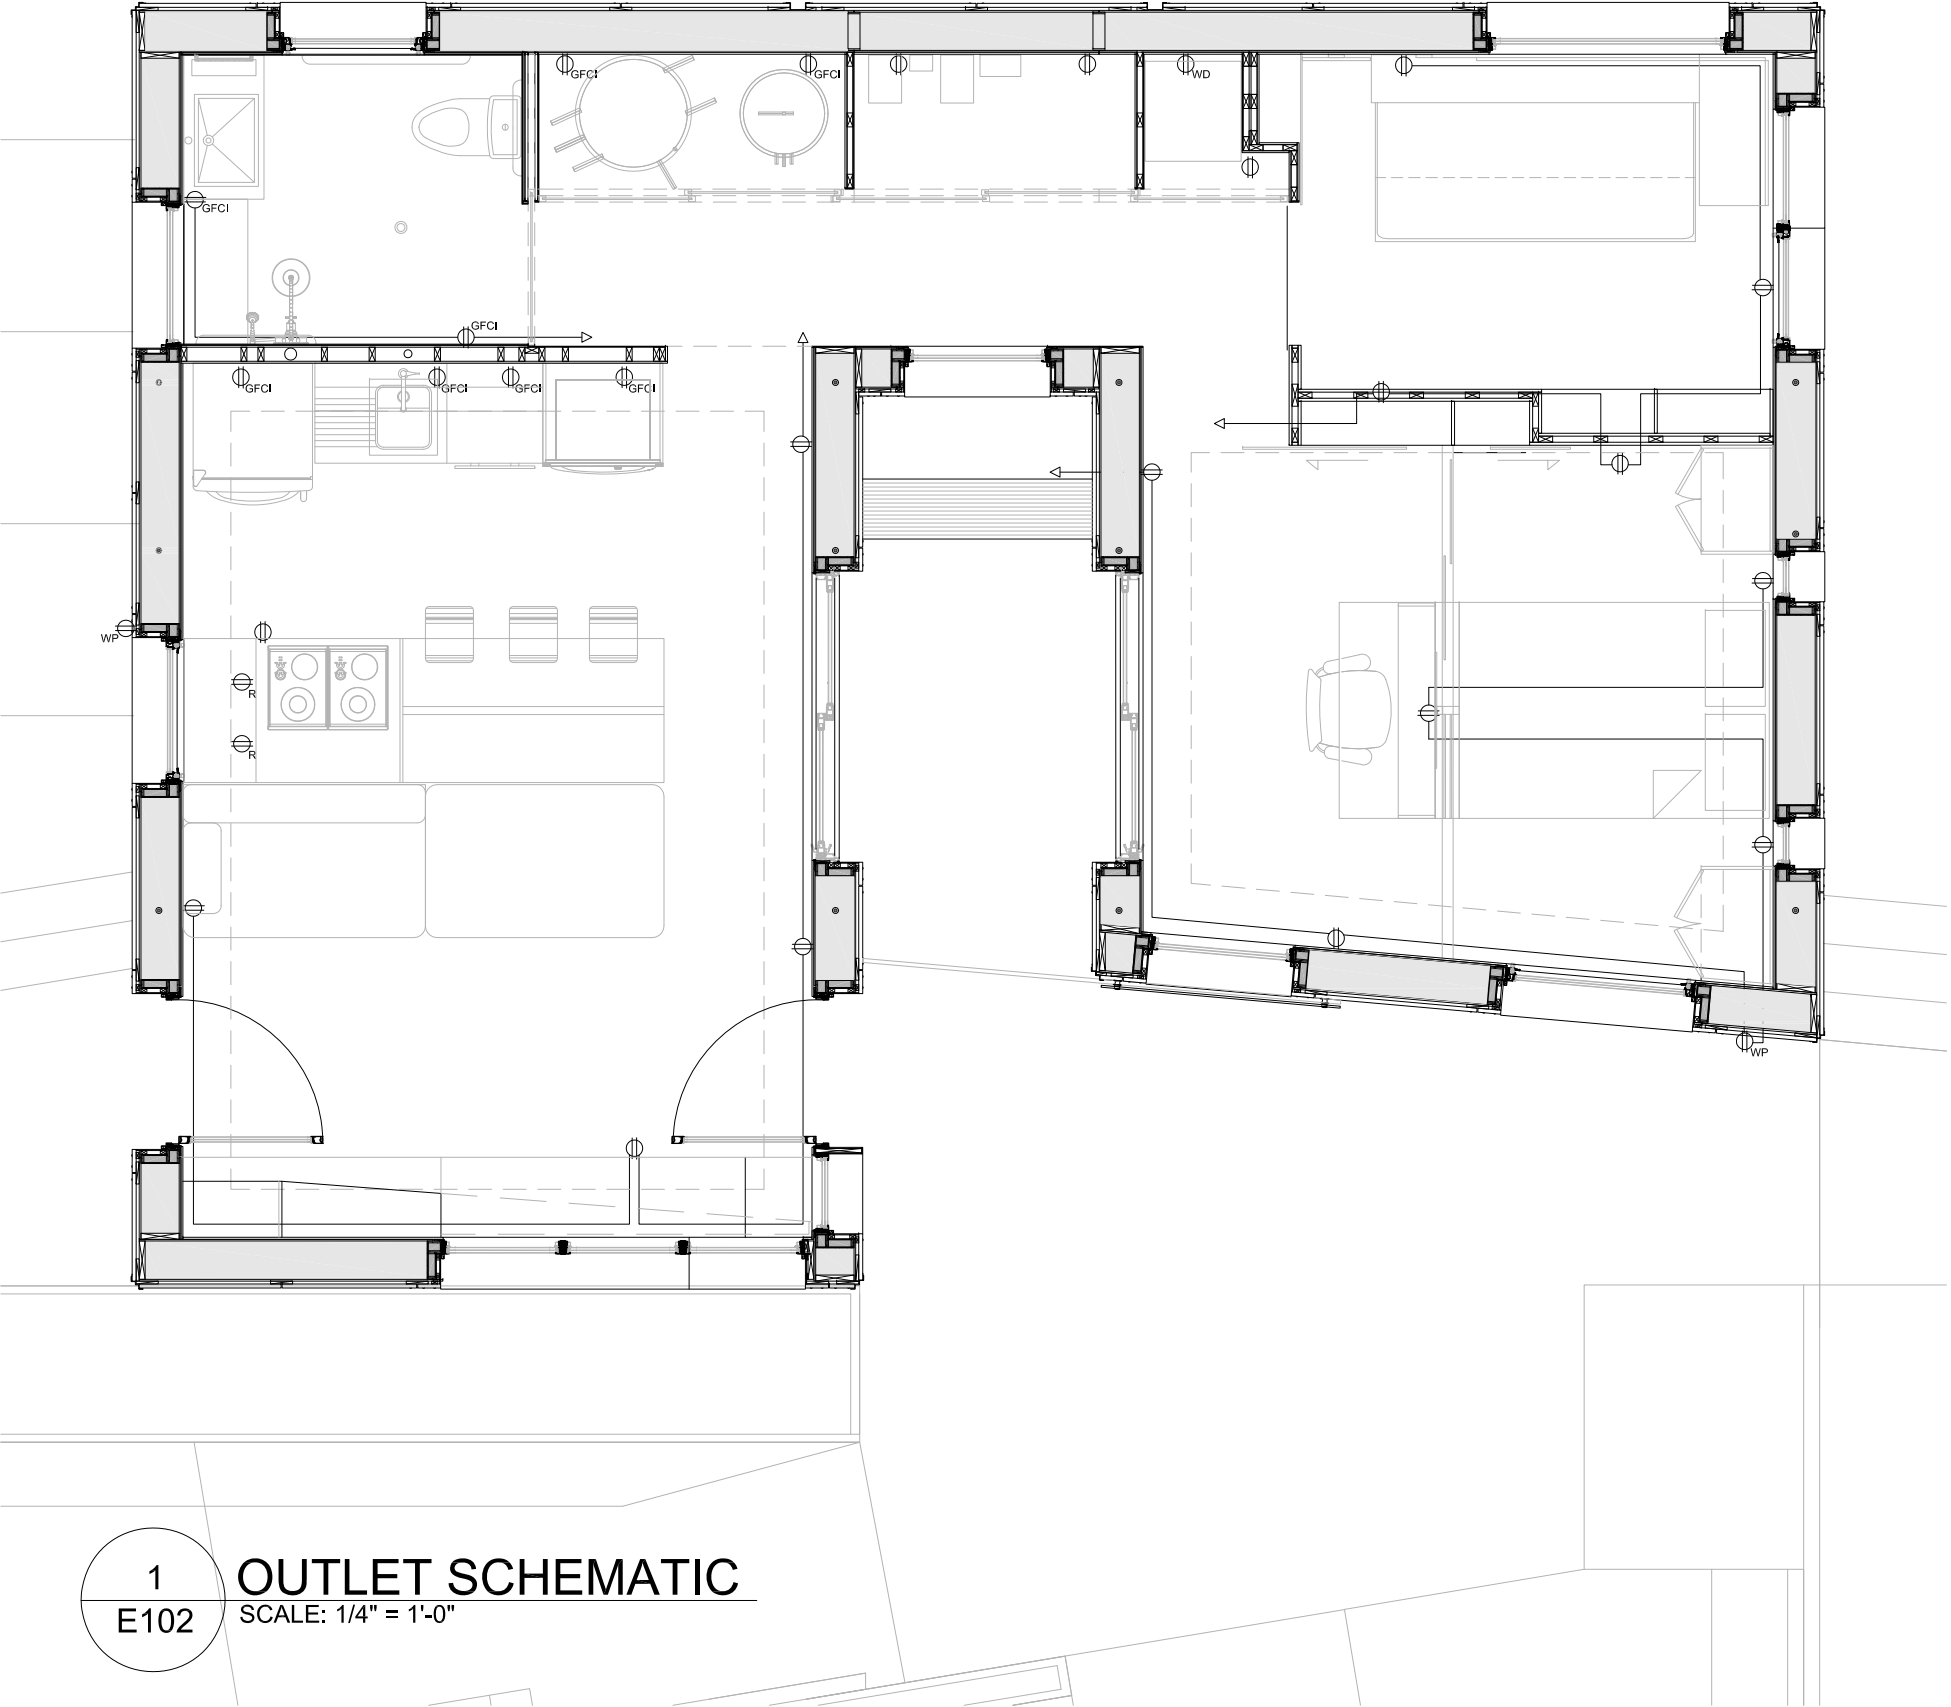 GFCI
GFCI
WD
GFCI
GFCI
GFCI
GFCI
GFCI
GFCI
WP
R
R
WP
1
OUTLET SCHEMATIC
E102
SCALE: 1/4" = 1'-0"